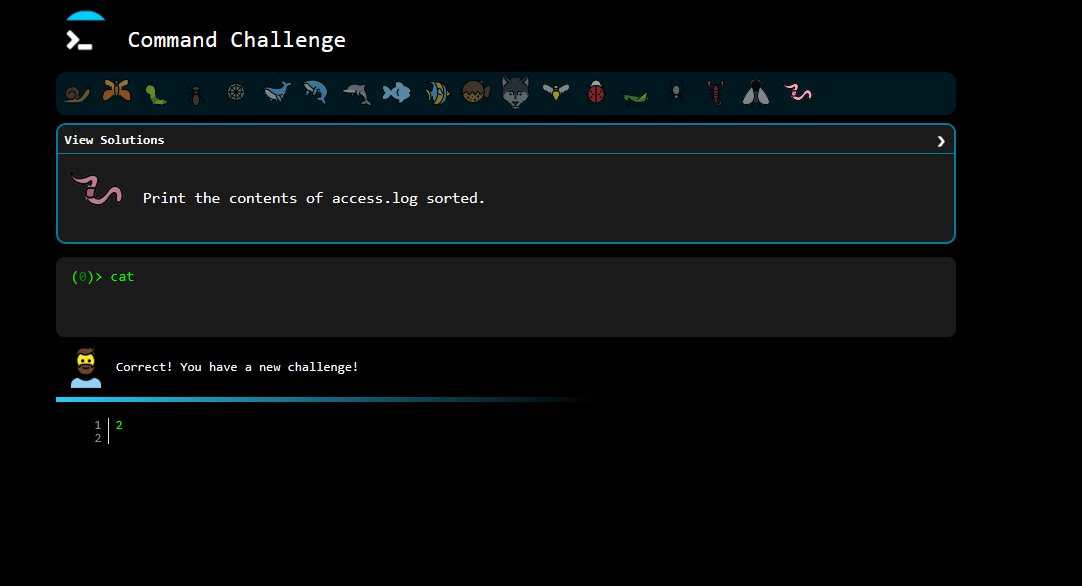 Command Challenge
View Solutions
Print the contents of access.log sorted.
(0)> cat
Correct! You have a new challenge!
1 2
2